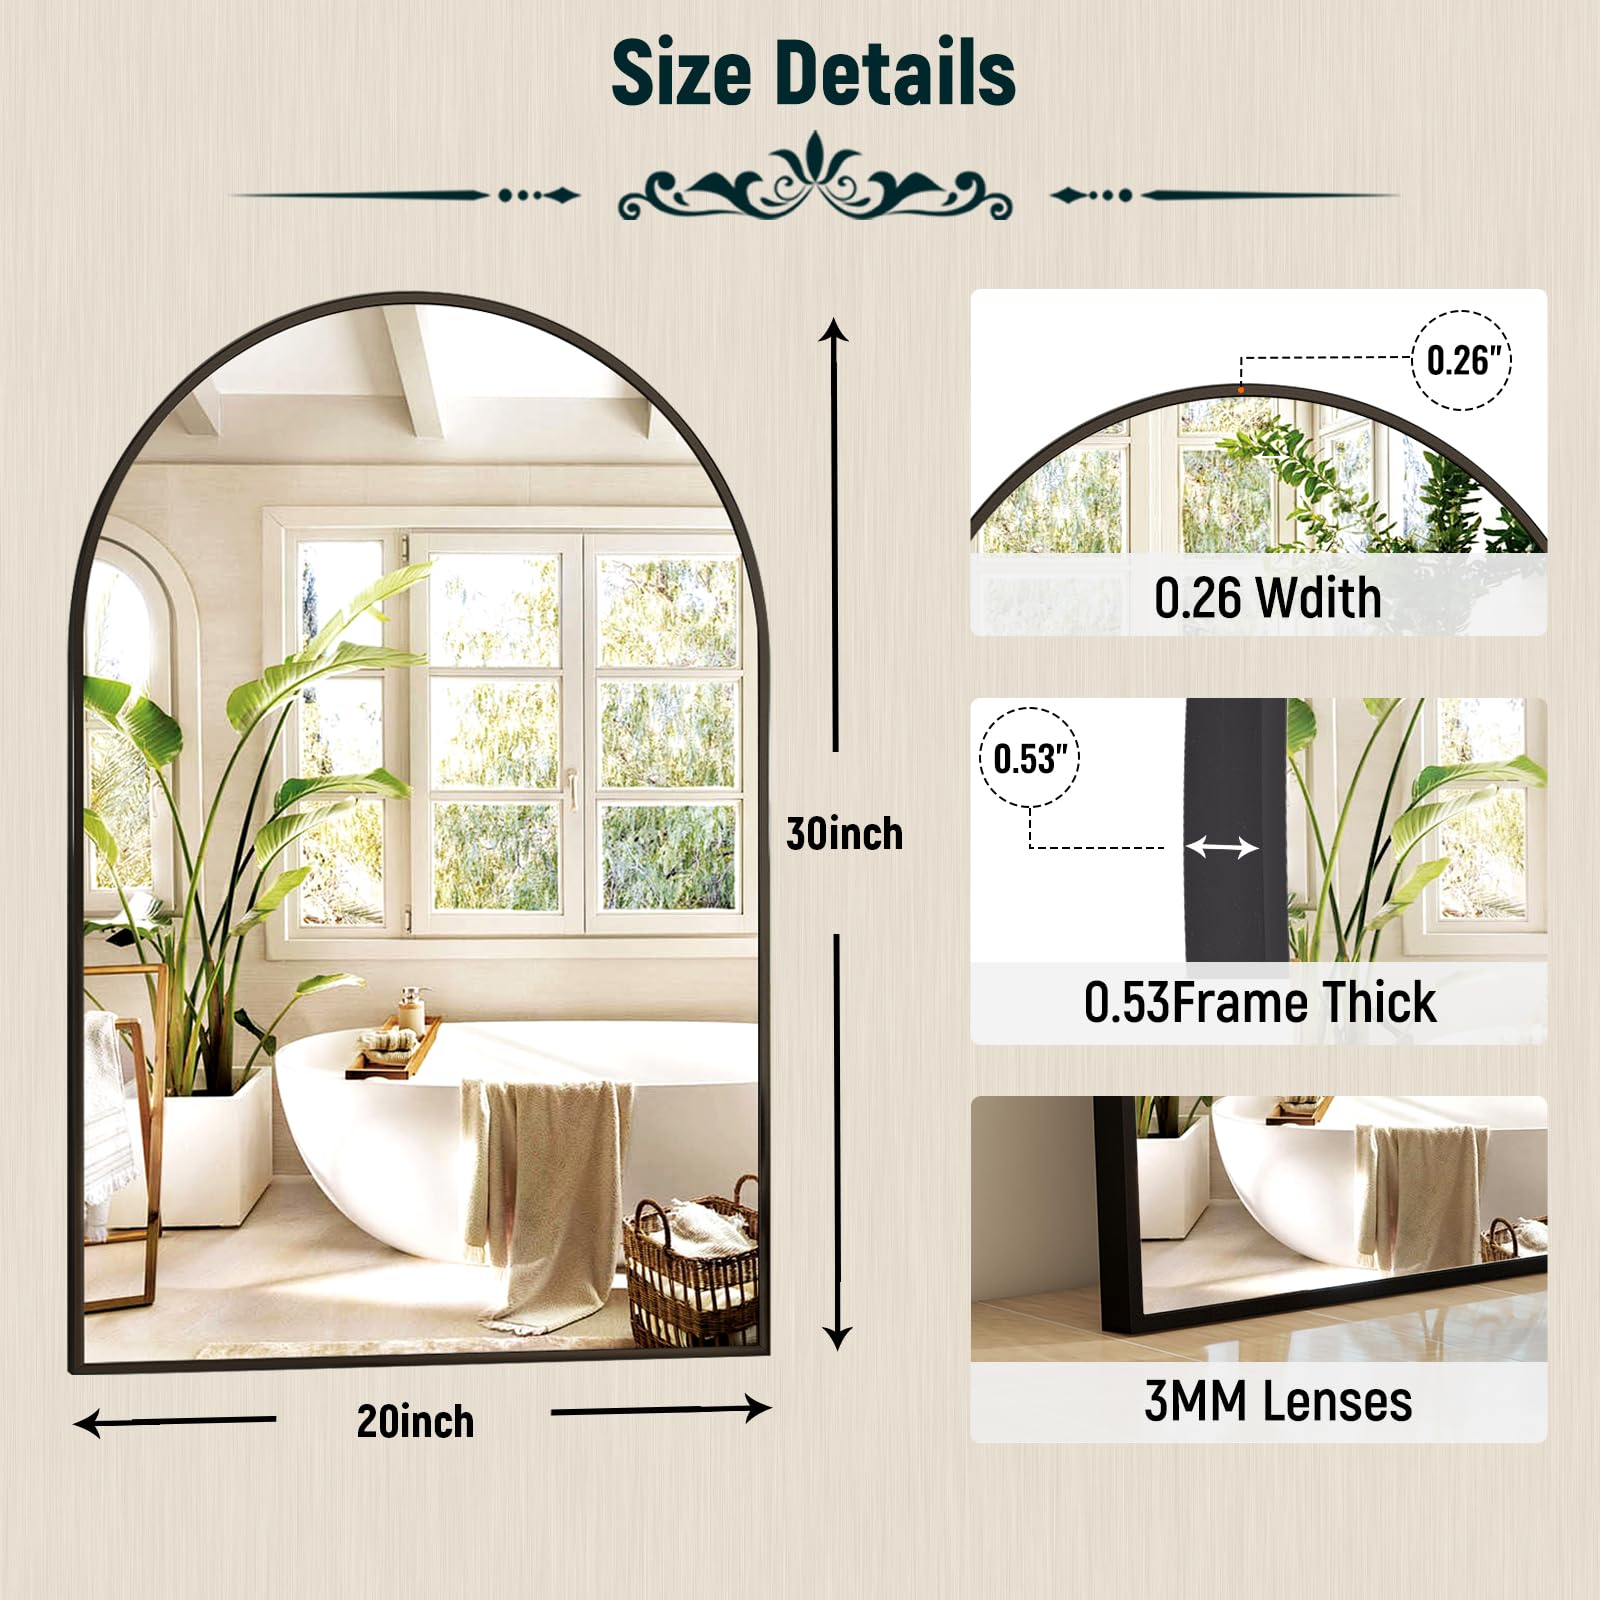 Size Details
0.26"
0.26 Wdith
30inch
0.53"
0.53Frame Thick
20inch
3MM Lenses